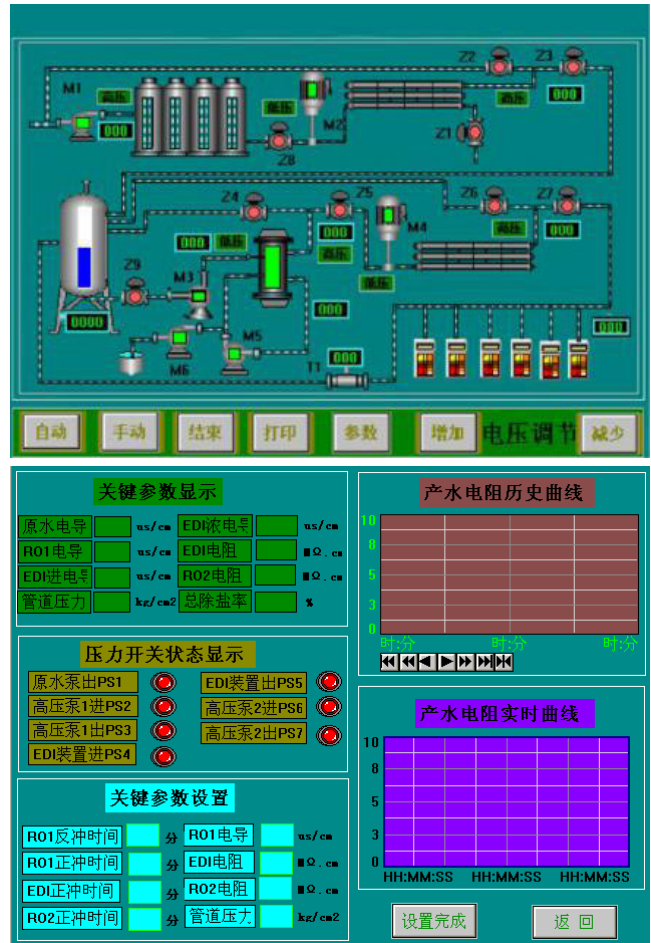 Z2 Z3
M1 高压 000 低压 M2 高压 000
Z8 Z1
Z4 Z5 Z6 Z7
000 低压 000 M4 高压 000
高压
Z9 M3 低压
0000 000 000
M6 M5 T1 000
自动 手动 结束 打印 参数 增加 电压调节 减少
关键参数显示
原水电导 us/cm EDI浓电导 us/cm
RO1电导 us/cm EDI电阻 MΩ.cm
EDI进电导 us/cm RO2电阻 MΩ.cm
管道压力 kg/cm2 总除盐率 %
压力开关状态显示
原水泵出PS1 EDI装置出PS5
高压泵1进PS2 高压泵2进PS6
高压泵1出PS3 高压泵2出PS7
EDI装置进PS4
关键参数设置
RO1反冲时间 分 RO1电导 us/cm
RO1正冲时间 分 EDI电阻 MΩ.cm
EDI正冲时间 分 RO2电阻 MΩ.cm
RO2正冲时间 分 管道压力 kg/cm2
产水电阻历史曲线
10
8
5
3
0
时:分 时:分 时:分
产水电阻实时曲线
10
8
5
3
0
HH:MM:SS HH:MM:SS HH:MM:SS
设置完成 返 回